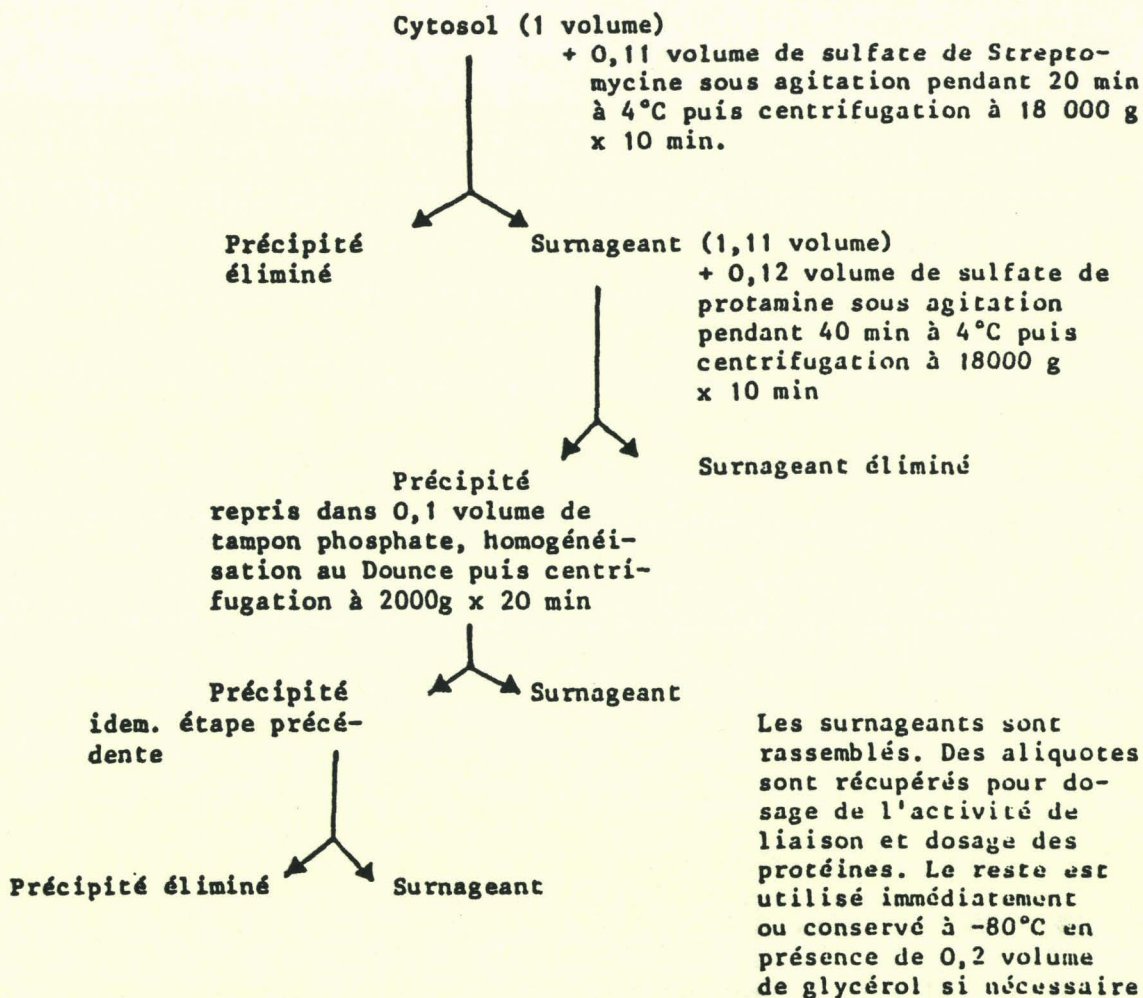 Cytosol (1 volume)
+ 0,11 volume de sulfate de Strepto-
mycine sous agitation pendant 20 min
à 4°C puis centrifugation à 18 000 g
x 10 min.
Précipité
éliminé
Surnageant (1,11 volume)
+ 0,12 volume de sulfate de
protamine sous agitation
pendant 40 min à 4°C puis
centrifugation à 18000 g
x 10 min
Surnageant éliminé
Précipité
repris dans 0,1 volume de
tampon phosphate, homogénéi-
sation au Dounce puis centri-
fugation à 2000g x 20 min
Précipité
idem. étape précé-
dente
Surnageant
Précipité éliminé
Surnageant
Les surnageants sont
rassemblés. Des aliquotes
sont récupérés pour do-
sage de l'activité de
liaison et dosage des
protéines. Le reste est
utilisé immédiatement
ou conservé à -80°C en
présence de 0,2 volume
de glycérol si nécessaire